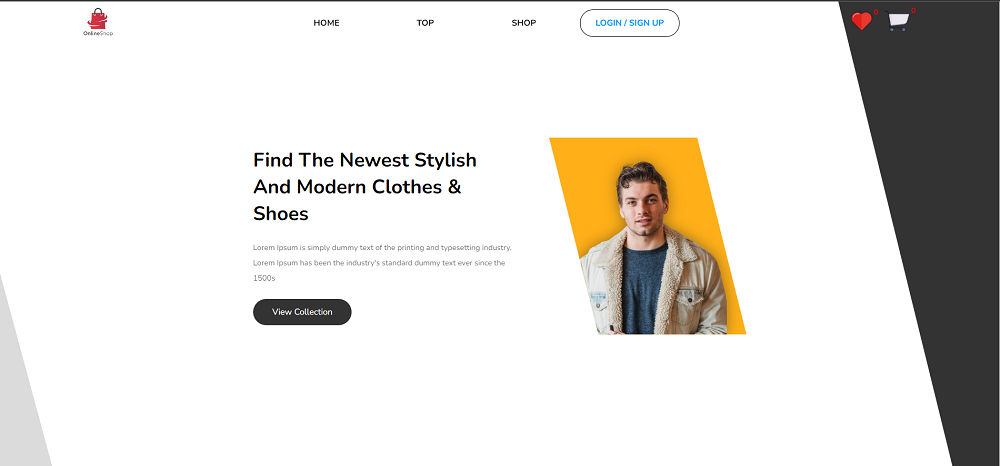 OnlineShop
HOME
TOP
SHOP
LOGIN / SIGN UP
0
0
Find The Newest Stylish
And Modern Clothes &
Shoes
Lorem Ipsum is simply dummy text of the printing and typesetting industry.
Lorem Ipsum has been the industry's standard dummy text ever since the
1500s
View Collection